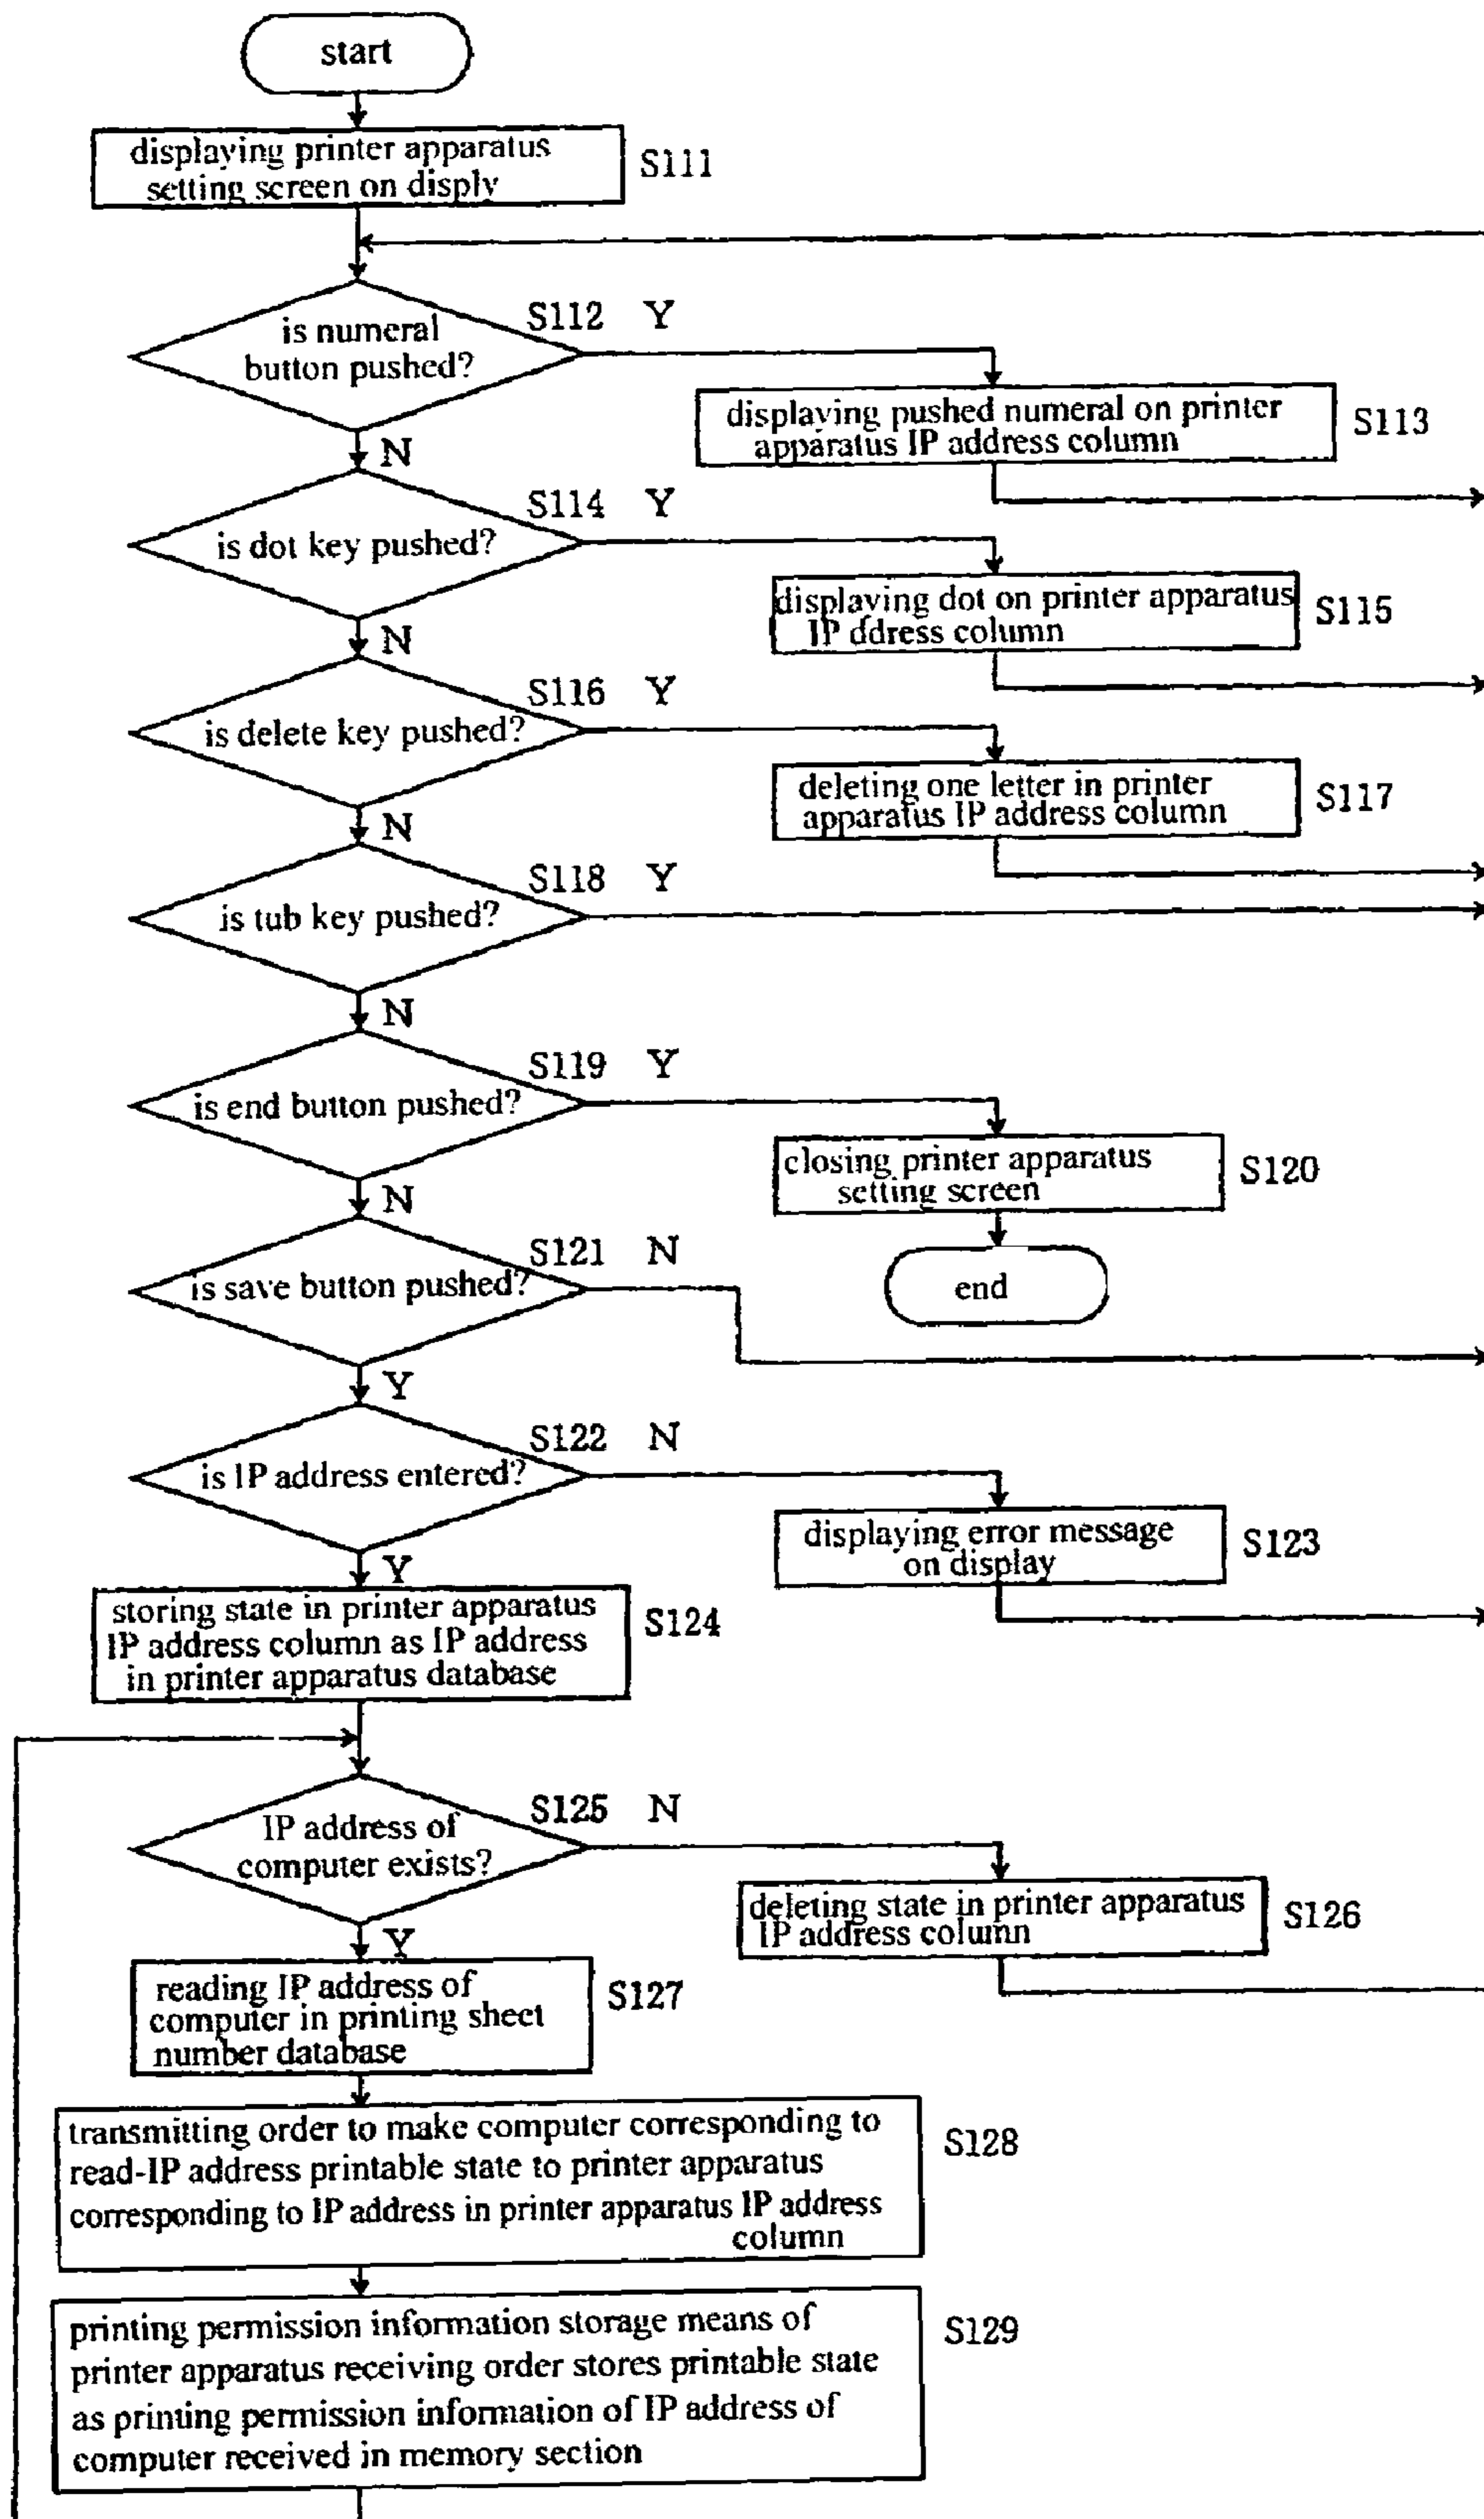 start
displaying printer apparatus
setting screen on disply
S111
is numeral
button pushed?
S112 Y
displaying pushed numeral on printer
apparatus IP address column
S113
N
is dot key pushed?
S114 Y
displaying dot on printer apparatus
IP ddress column
S115
N
is delete key pushed?
S116 Y
deleting one letter in printer
apparatus IP address column
S117
N
is tub key pushed?
S118 Y
N
is end button pushed?
S119 Y
closing printer apparatus
setting screen
S120
end
N
is save button pushed?
S121 N
Y
is IP address entered?
S122 N
displaying error message
on display
S123
Y
storing state in printer apparatus
IP address column as IP address
in printer apparatus database
S124
IP address of
computer exists?
S125 N
deleting state in printer apparatus
IP address column
S126
Y
reading IP address of
computer in printing sheet
number database
S127
transmitting order to make computer corresponding to
read-IP address printable state to printer apparatus
corresponding to IP address in printer apparatus IP address
column
S128
printing permission information storage means of
printer apparatus receiving order stores printable state
as printing permission information of IP address of
computer received in memory section
S129